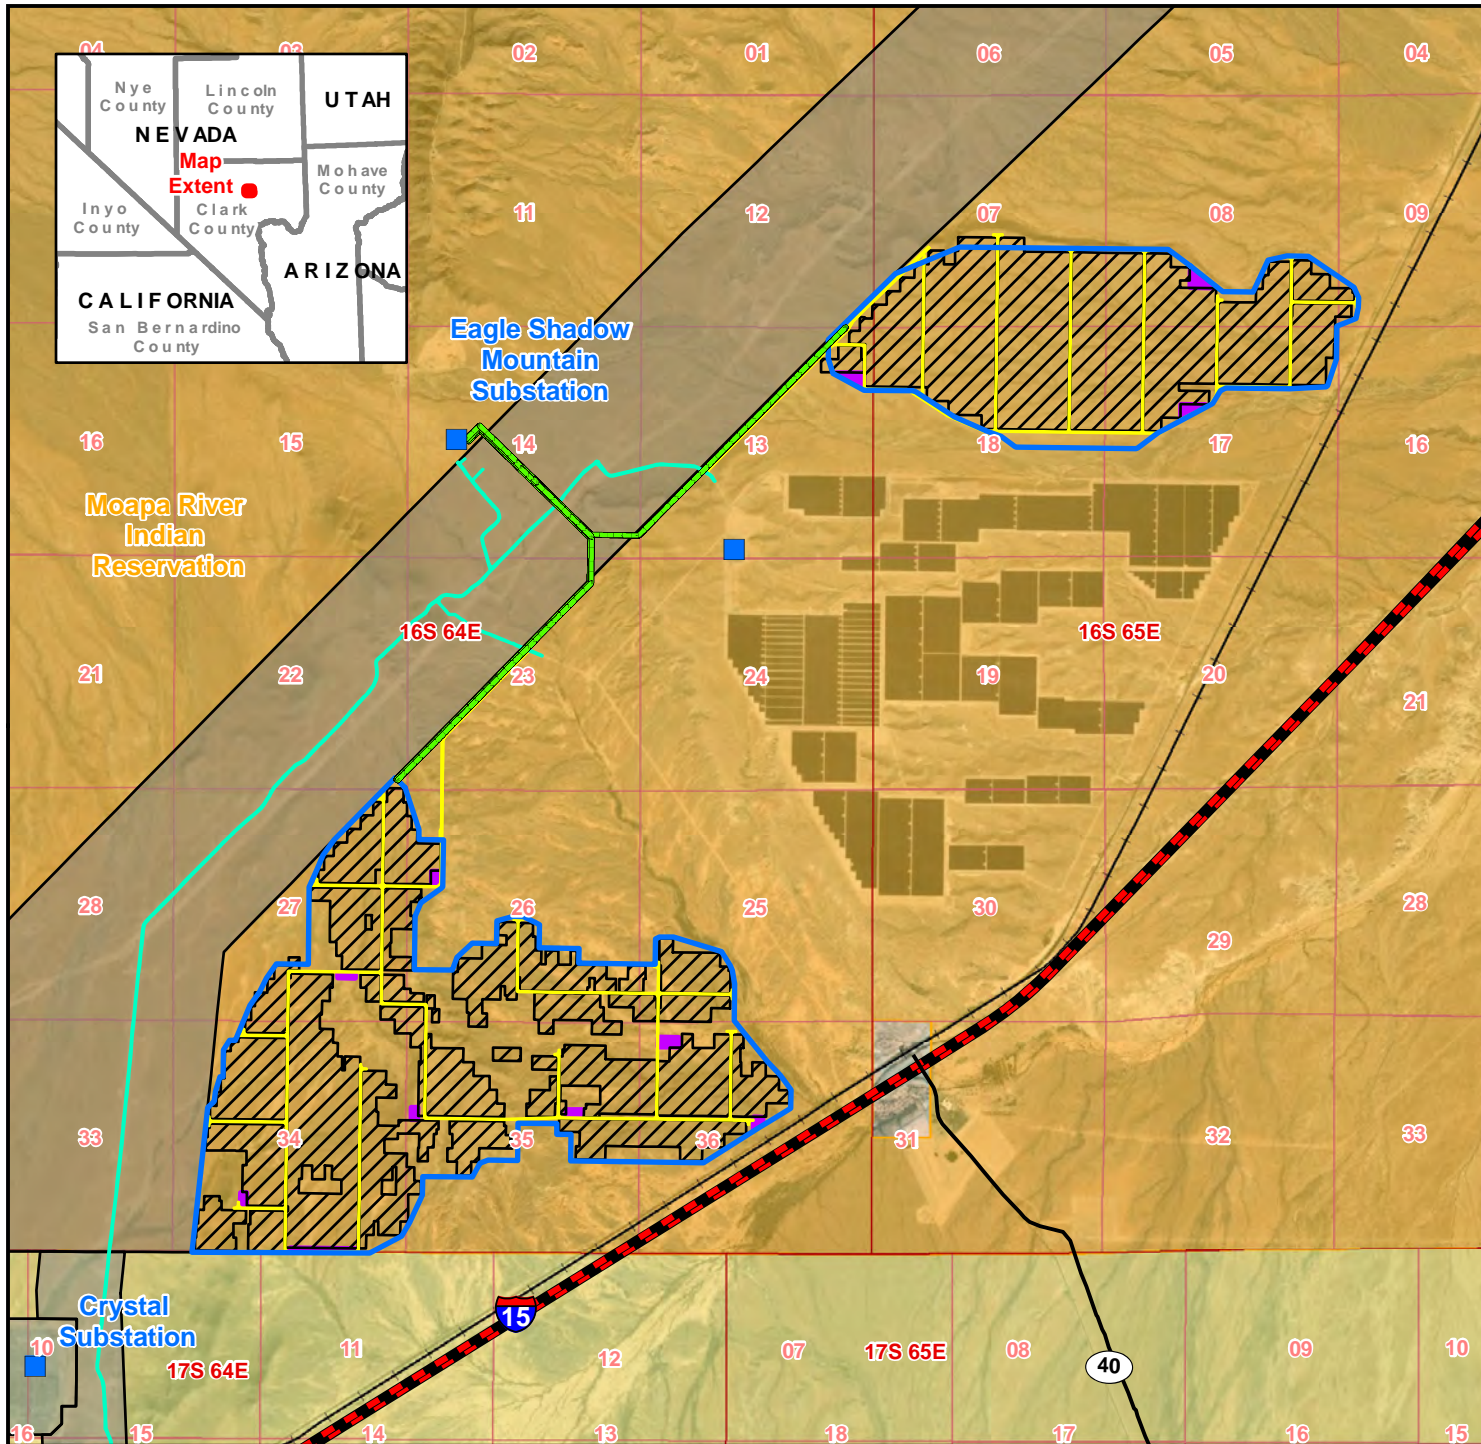 04
03
02
01
06
05
04
Nye
County
Lincoln
County
UTAH
NEVADA
Map
Extent
Mohave
County
Inyo
County
Clark
County
ARIZONA
CALIFORNIA
San Bernardino
County
11
12
07
08
09
Eagle Shadow
Mountain
Substation
16
15
14
13
18
17
16
Moapa River
Indian
Reservation
16S 64E
16S 65E
21
22
23
24
19
20
21
28
27
26
25
30
29
28
33
34
35
36
31
32
33
Crystal
Substation
15
40
10
17S 64E
11
12
07
17S 65E
08
09
10
16
15
14
13
18
17
16
15